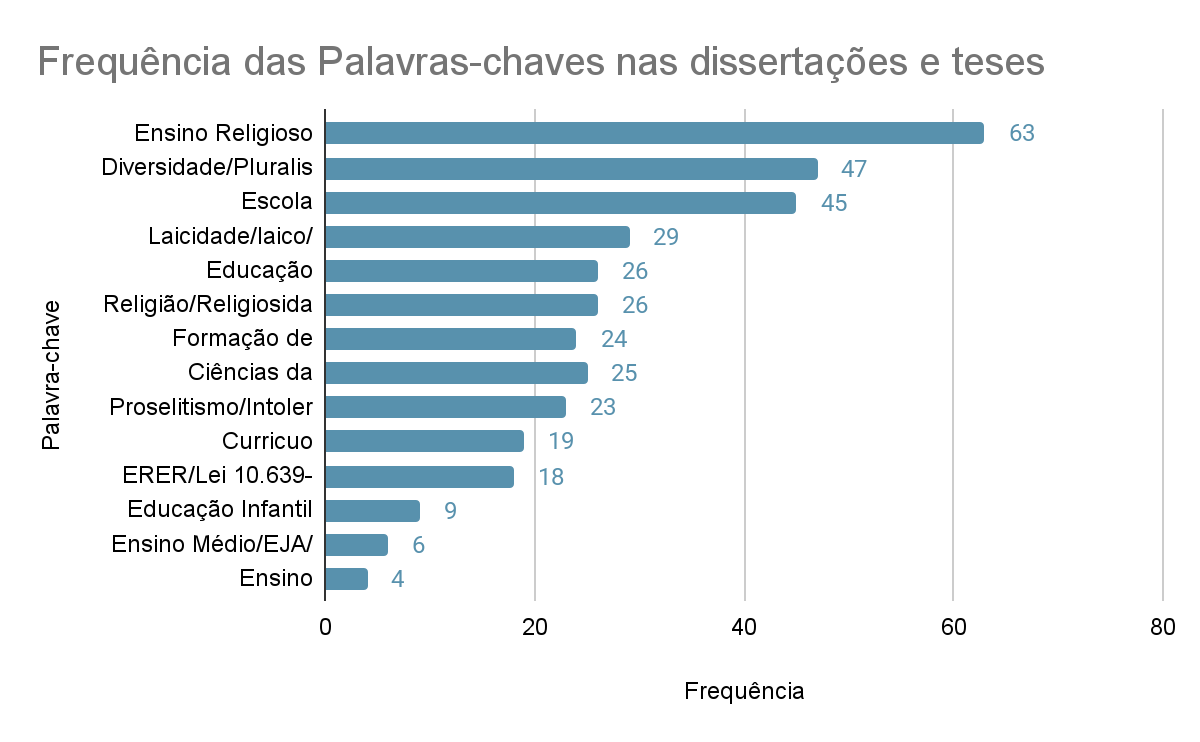 Frequência das Palavras-chaves nas dissertações e teses
Palavra-chave
Ensino Religioso 63
Diversidade/Pluralis 47
Escola 45
Laicidade/laico/ 29
Educação 26
Religião/Religiosida 26
Formação de 24
Ciências da 25
Proselitismo/Intoler 23
Curricuo 19
ERER/Lei 10.639- 18
Educação Infantil 9
Ensino Médio/EJA/ 6
Ensino 4
0 20 40 60 80
Frequência